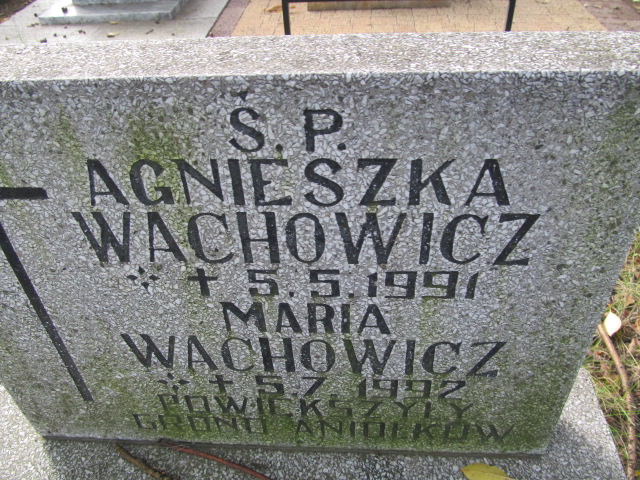 Ś. P.
AGNIESZKA
WACHOWICZ
* + 5. 5. 1991
MARIA
WACHOWICZ
* + 5.7. 1992
POWIĘKSZYŁY
GRONO ANIOŁKÓW